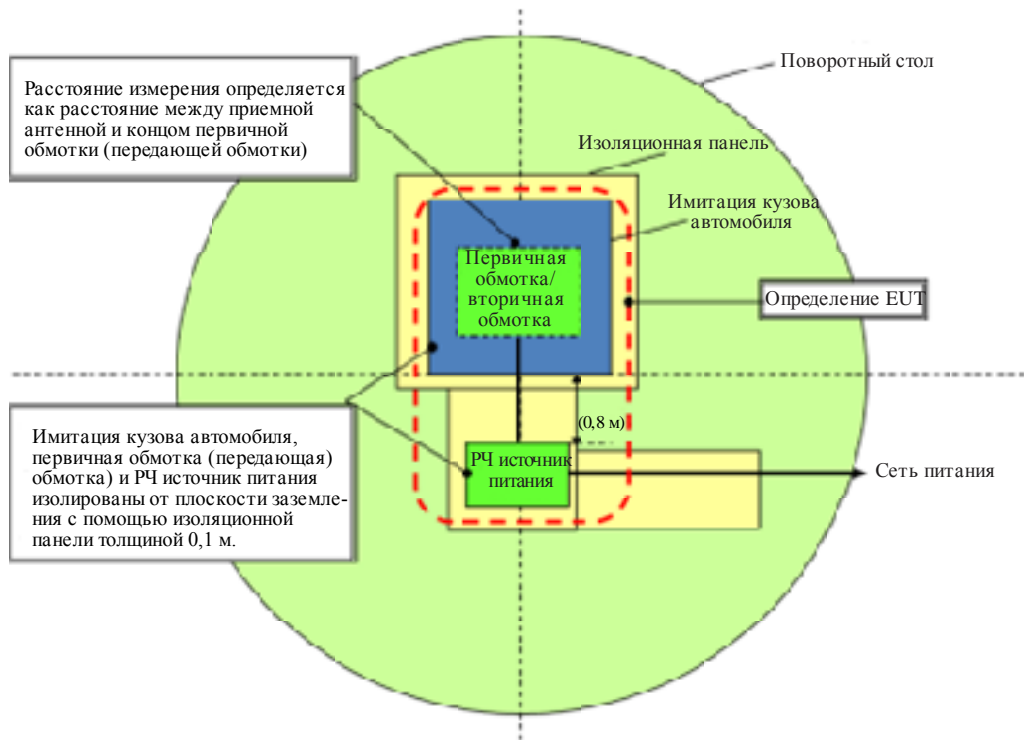 Поворотный стол
Расстояние измерения определяется
как расстояние между приемной
антенной и концом первичной
обмотки (передающей обмотки)
Изоляционная панель
Имитация кузова
автомобиля
Первичная
обмотка/
вторичная
обмотка
Определение EUT
(0,8 м)
Имитация кузова автомобиля,
первичная обмотка (передающая)
обмотка) и РЧ источник питания
изолированы от плоскости заземле-
ния с помощью изоляционной
панели толщиной 0,1 м.
РЧ источник
питания
Сеть питания